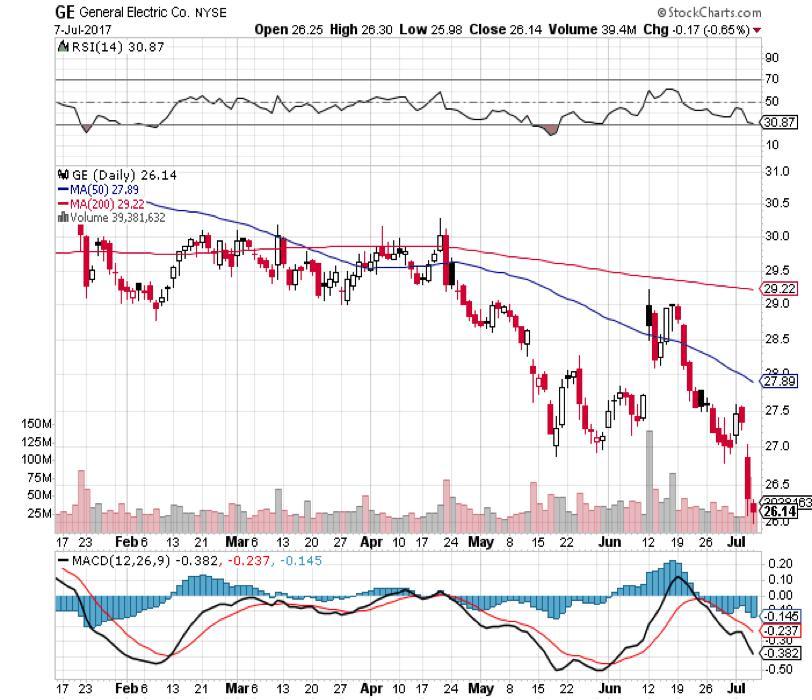 GE General Electric Co. NYSE © StockCharts.com
7-Jul-2017 Open 26.25 High 26.30 Low 25.98 Close 26.14 Volume 39.4M Chg -0.17 (-0.65%)
RSI(14) 30.87
90
70
50
30.87
10
GE (Daily) 26.14
MA(50) 27.89
MA(200) 29.22
Volume 39,381,632
31.0
30.5
30.0
29.5
29.22
29.0
28.5
28.0
27.89
27.5
27.0
26.5
26.14
26.0
150M
125M
100M
75M
50M
25M
17 23 Feb 6 13 21 27 Mar 6 13 20 27 Apr 10 17 24 May 8 15 22 Jun 12 19 26 Jul
MACD(12,26,9) -0.382, -0.237, -0.145
0.20
0.10
0.00
-0.145
-0.237
-0.382
-0.50
17 23 Feb 6 13 21 27 Mar 6 13 20 27 Apr 10 17 24 May 8 15 22 Jun 12 19 26 Jul